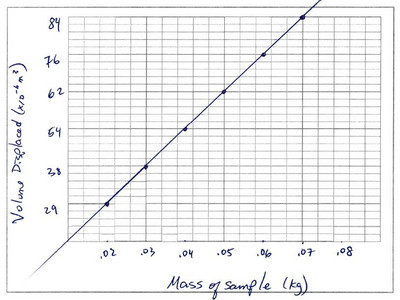 Volume Displaced (x10⁻⁶ m³)
84
76
62
54
38
29
.02 .03 .04 .05 .06 .07 .08
Mass of sample (kg)